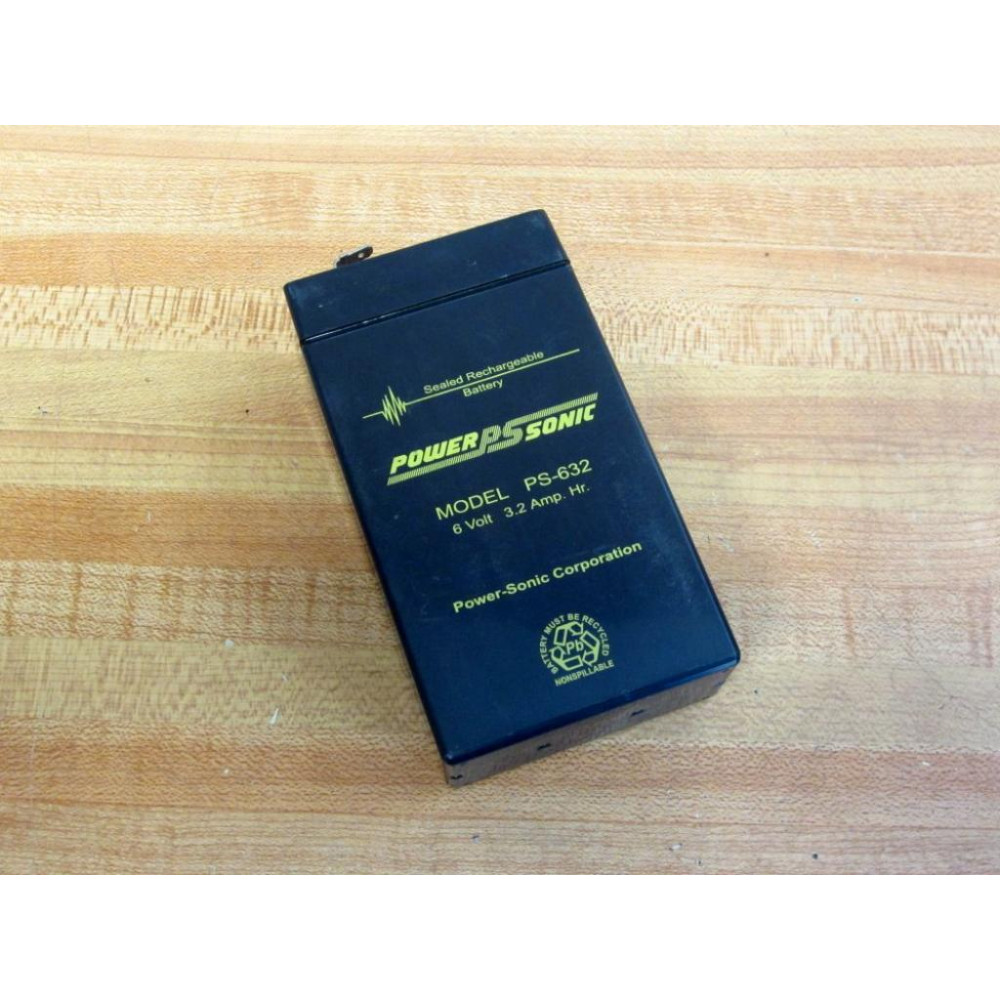 Sealed Rechargeable
Battery
POWER PS SONIC
MODEL PS-632
6 Volt 3.2 Amp. Hr.
Power-Sonic Corporation
BATTERY MUST BE RECYCLED
Pb
NONSPILLABLE